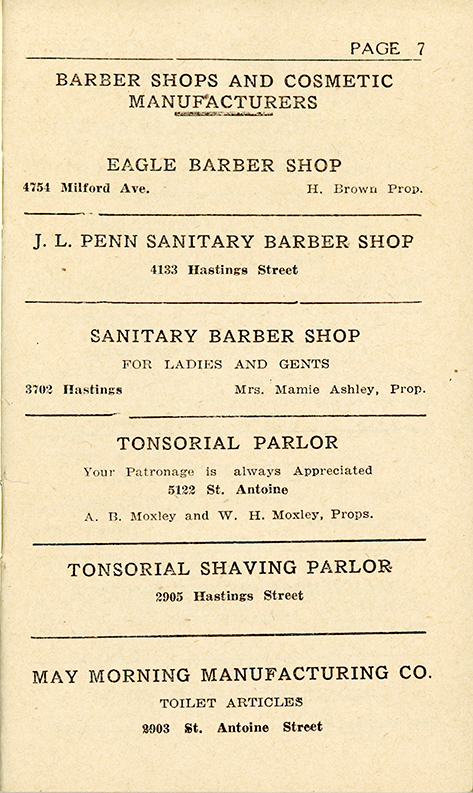 PAGE 7
BARBER SHOPS AND COSMETIC
MANUFACTURERS
EAGLE BARBER SHOP
4754 Milford Ave. H. Brown Prop.
J. L. PENN SANITARY BARBER SHOP
4133 Hastings Street
SANITARY BARBER SHOP
FOR LADIES AND GENTS
3702 Hastings Mrs. Mamie Ashley, Prop.
TONSORIAL PARLOR
Your Patronage is always Appreciated
5122 St. Antoine
A. B. Moxley and W. H. Moxley, Props.
TONSORIAL SHAVING PARLOR
2905 Hastings Street
MAY MORNING MANUFACTURING CO.
TOILET ARTICLES
2903 St. Antoine Street